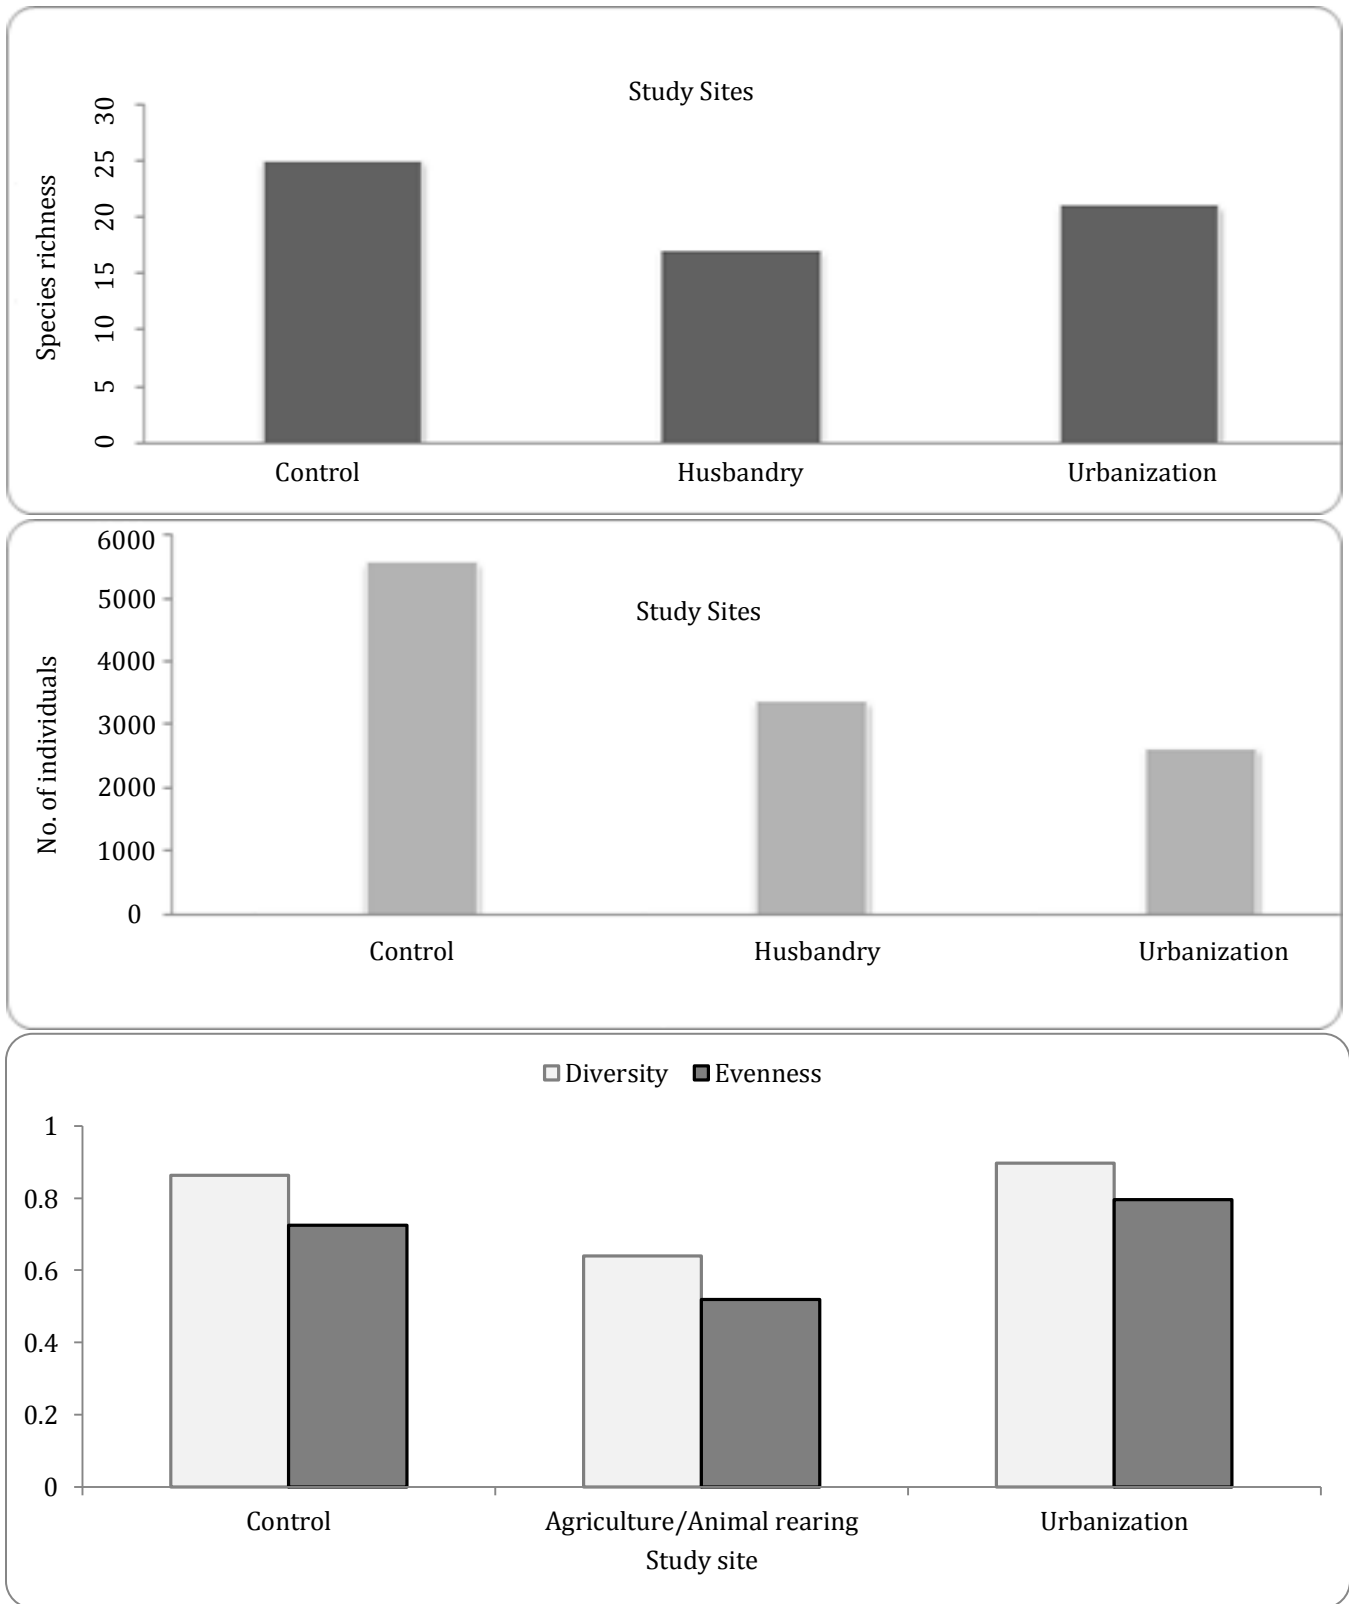 Study Sites
Species richness
30
25
20
15
10
5
0
Control Husbandry Urbanization
Study Sites
No. of individuals
6000
5000
4000
3000
2000
1000
0
Control Husbandry Urbanization
Diversity Evenness
1
0.8
0.6
0.4
0.2
0
Control Agriculture/Animal rearing Urbanization
Study site